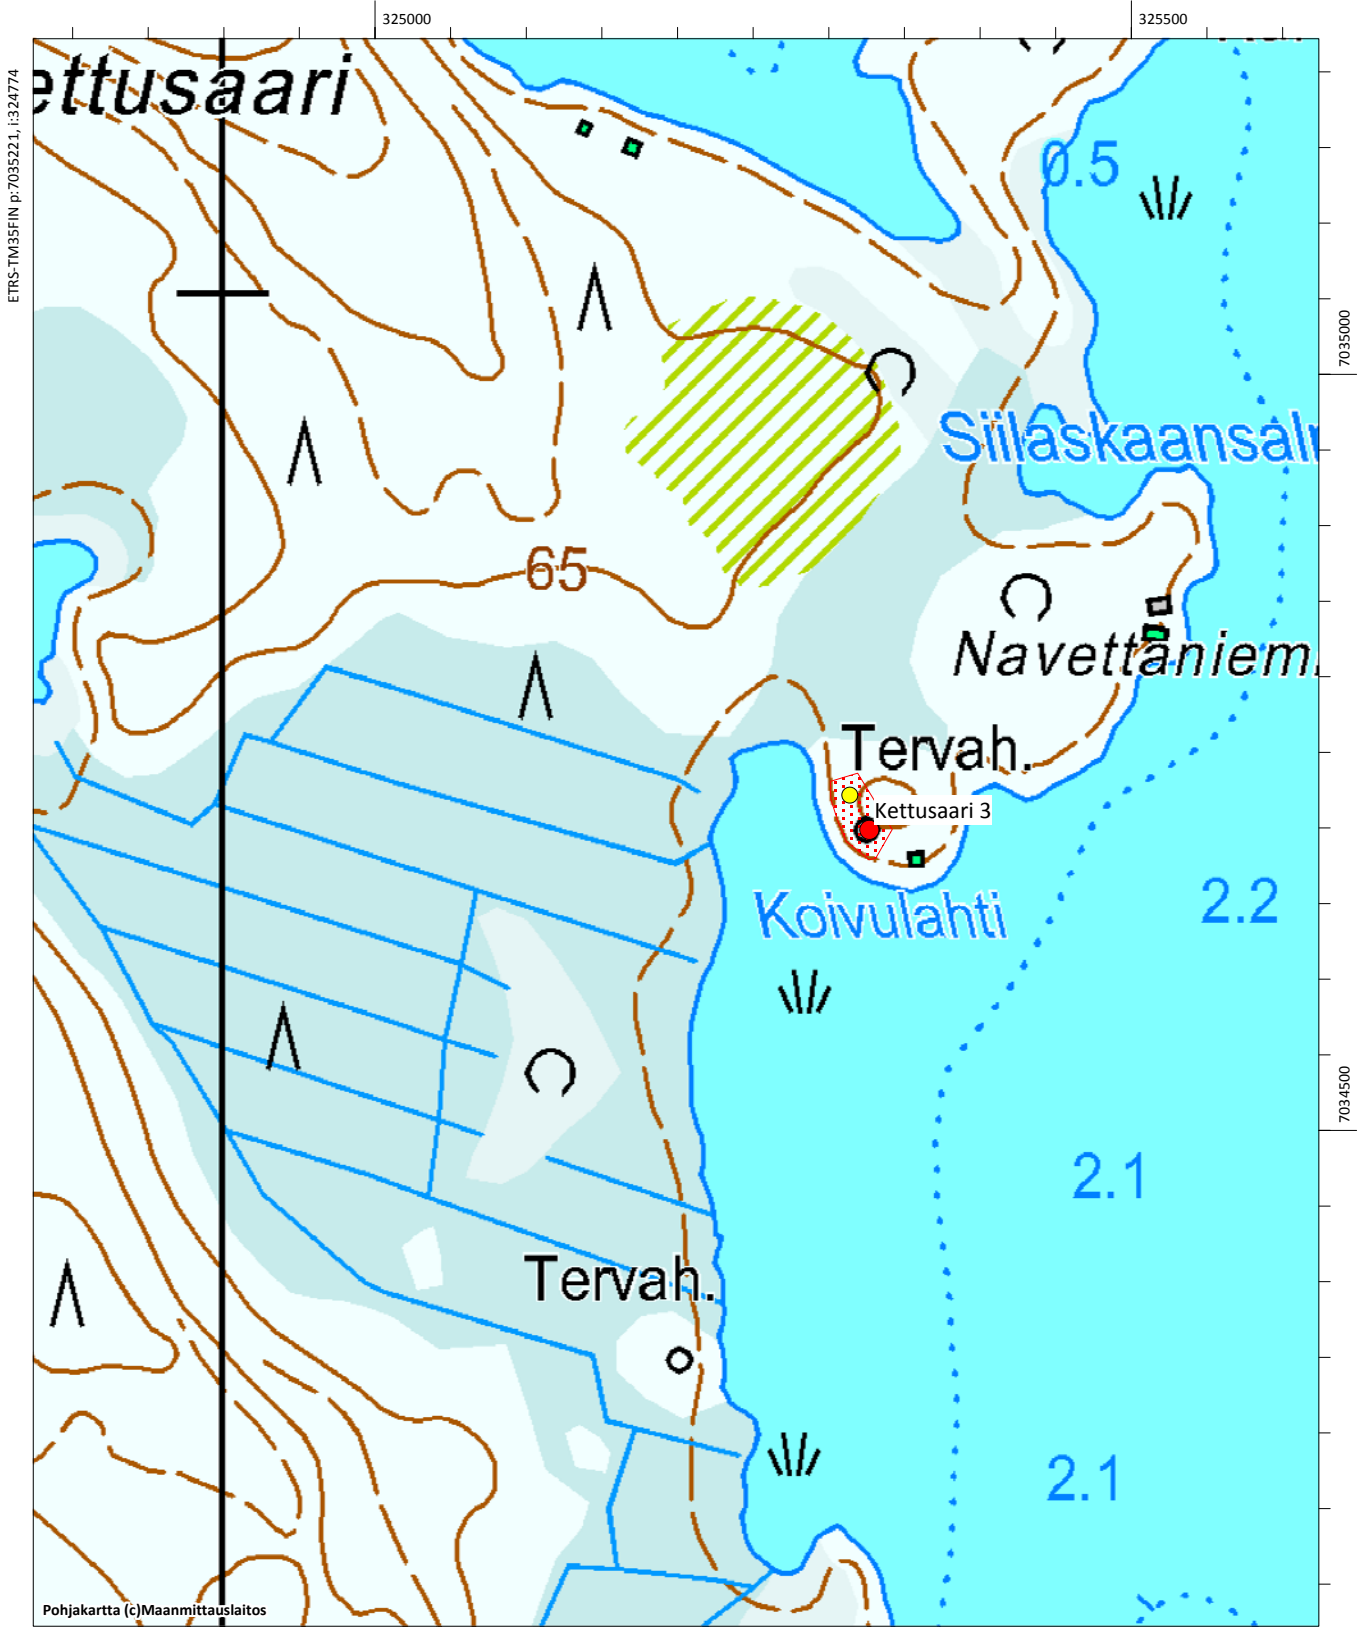 325000
325500
ETRS-TM35FIN p:7035221, i:324774
ettusaari
0.5
7035000
Siilaskaansal
65
Navettaniem
Tervah.
Kettusaari 3
Koivulahti
2.2
7034500
2.1
Tervah.
2.1
Pohjakartta (c)Maanmittauslaitos